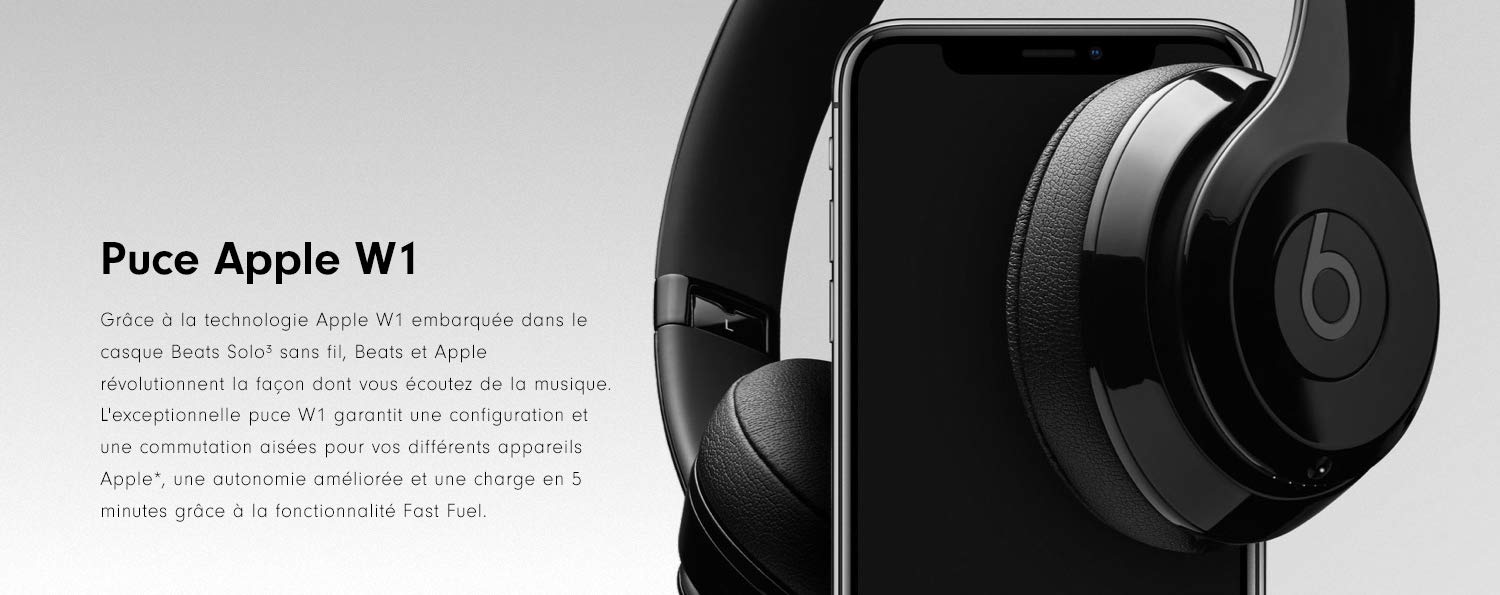 Puce Apple W1
Grâce à la technologie Apple W1 embarquée dans le
casque Beats Solo³ sans fil, Beats et Apple
révolutionnent la façon dont vous écoutez de la musique.
L'exceptionnelle puce W1 garantit une configuration et
une commutation aisées pour vos différents appareils
Apple*, une autonomie améliorée et une charge en 5
minutes grâce à la fonctionnalité Fast Fuel.
L
b